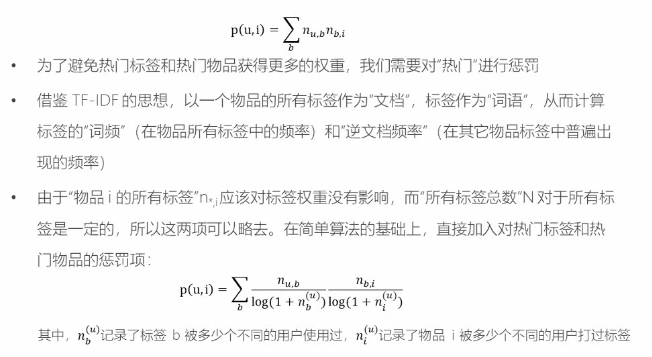 p(u,i) = ∑_b n_{u,b} n_{b,i}
• 为了避免热门标签和热门物品获得更多的权重，我们需要对”热门”进行惩罚
• 借鉴 TF-IDF 的思想，以一个物品的所有标签作为”文档”，标签作为”词语”，从而计算
标签的”词频”（在物品所有标签中的频率）和”逆文档频率”（在其它物品标签中普遍出
现的频率）
• 由于“物品 i 的所有标签”n_{*,i} 应该对标签权重没有影响，而“所有标签总数”N 对于所有标
签是一定的，所以这两项可以略去。在简单算法的基础上，直接加入对热门标签和热
门物品的惩罚项：
p(u,i) = ∑_b \frac{n_{u,b}}{log(1 + n_b^{(u)})} \frac{n_{b,i}}{log(1 + n_i^{(u)})}
其中，n_b^{(u)}记录了标签 b 被多少个不同的用户使用过，n_i^{(u)}记录了物品 i 被多少个不同的用户打过标签